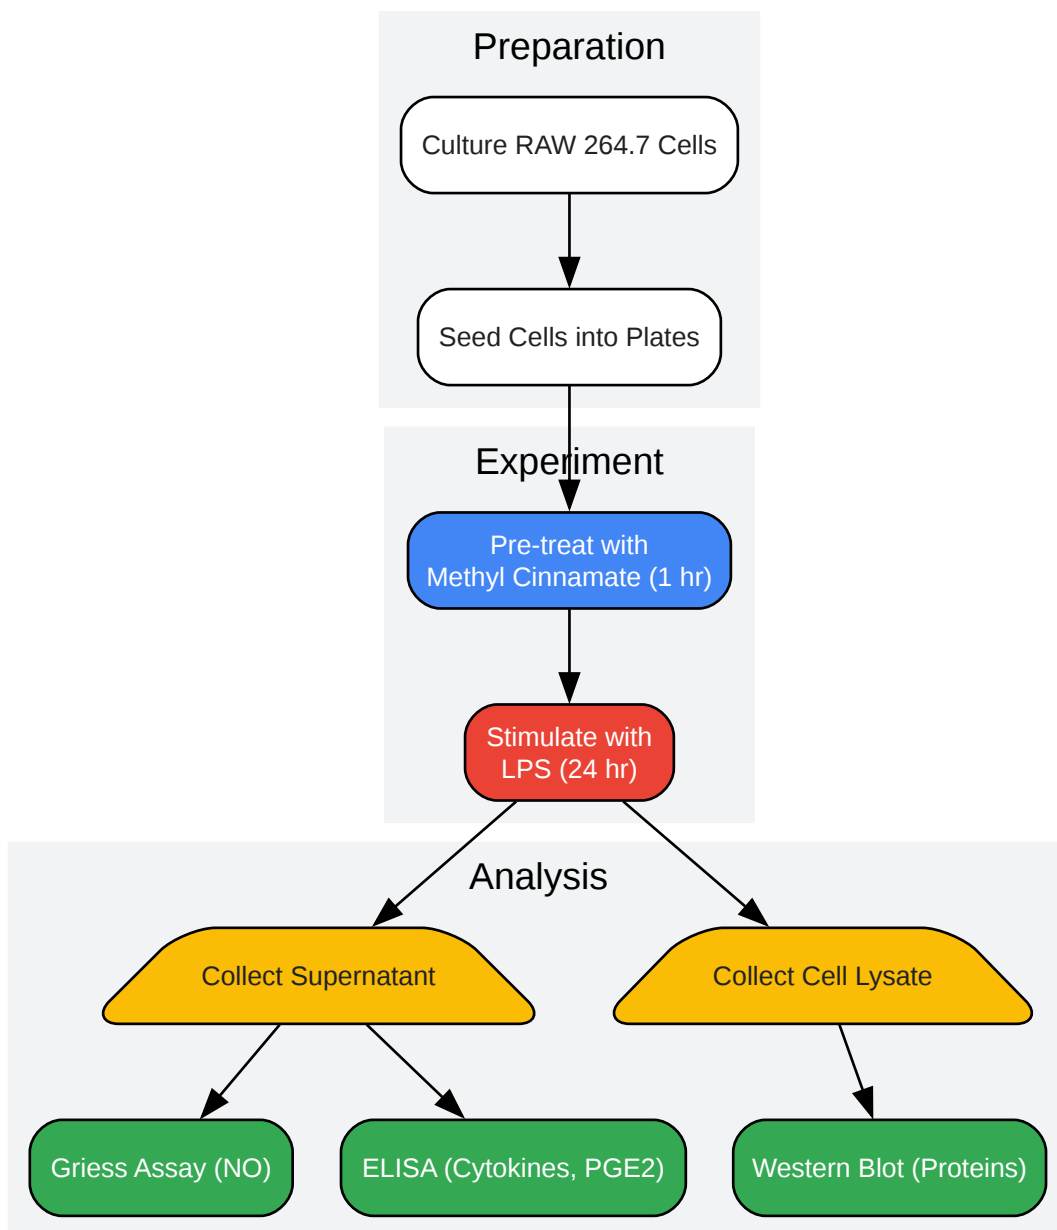 Preparation
Culture RAW 264.7 Cells
Seed Cells into Plates
Experiment
Pre-treat with
Methyl Cinnamate (1 hr)
Stimulate with
LPS (24 hr)
Analysis
Collect Supernatant
Collect Cell Lysate
Griess Assay (NO)
ELISA (Cytokines, PGE2)
Western Blot (Proteins)